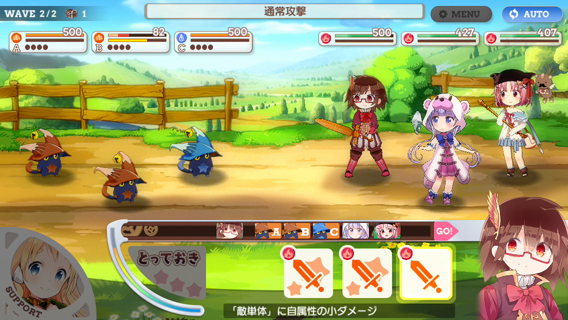 WAVE 2/2 1
通常攻撃
MENU
AUTO
500
A
82
B
500
C
500
427
407
A
B
C
GO!
とっておき
SUPPORT
「敵単体」に自属性の小ダメージ